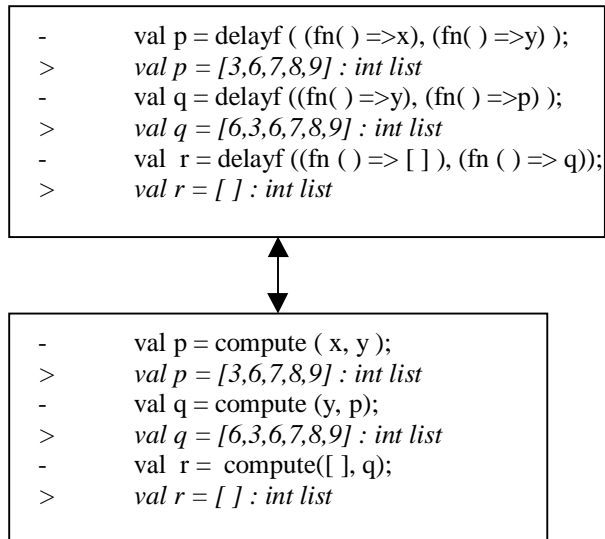 - val p = delayf ( (fn( ) =>x), (fn( ) =>y) );
> val p = [3,6,7,8,9] : int list
- val q = delayf ((fn( ) =>y), (fn( ) =>p) );
> val q = [6,3,6,7,8,9] : int list
- val r = delayf ((fn ( ) => [ ] ), (fn ( ) => q));
> val r = [ ] : int list
- val p = compute ( x, y );
> val p = [3,6,7,8,9] : int list
- val q = compute (y, p);
> val q = [6,3,6,7,8,9] : int list
- val r = compute([ ], q);
> val r = [ ] : int list